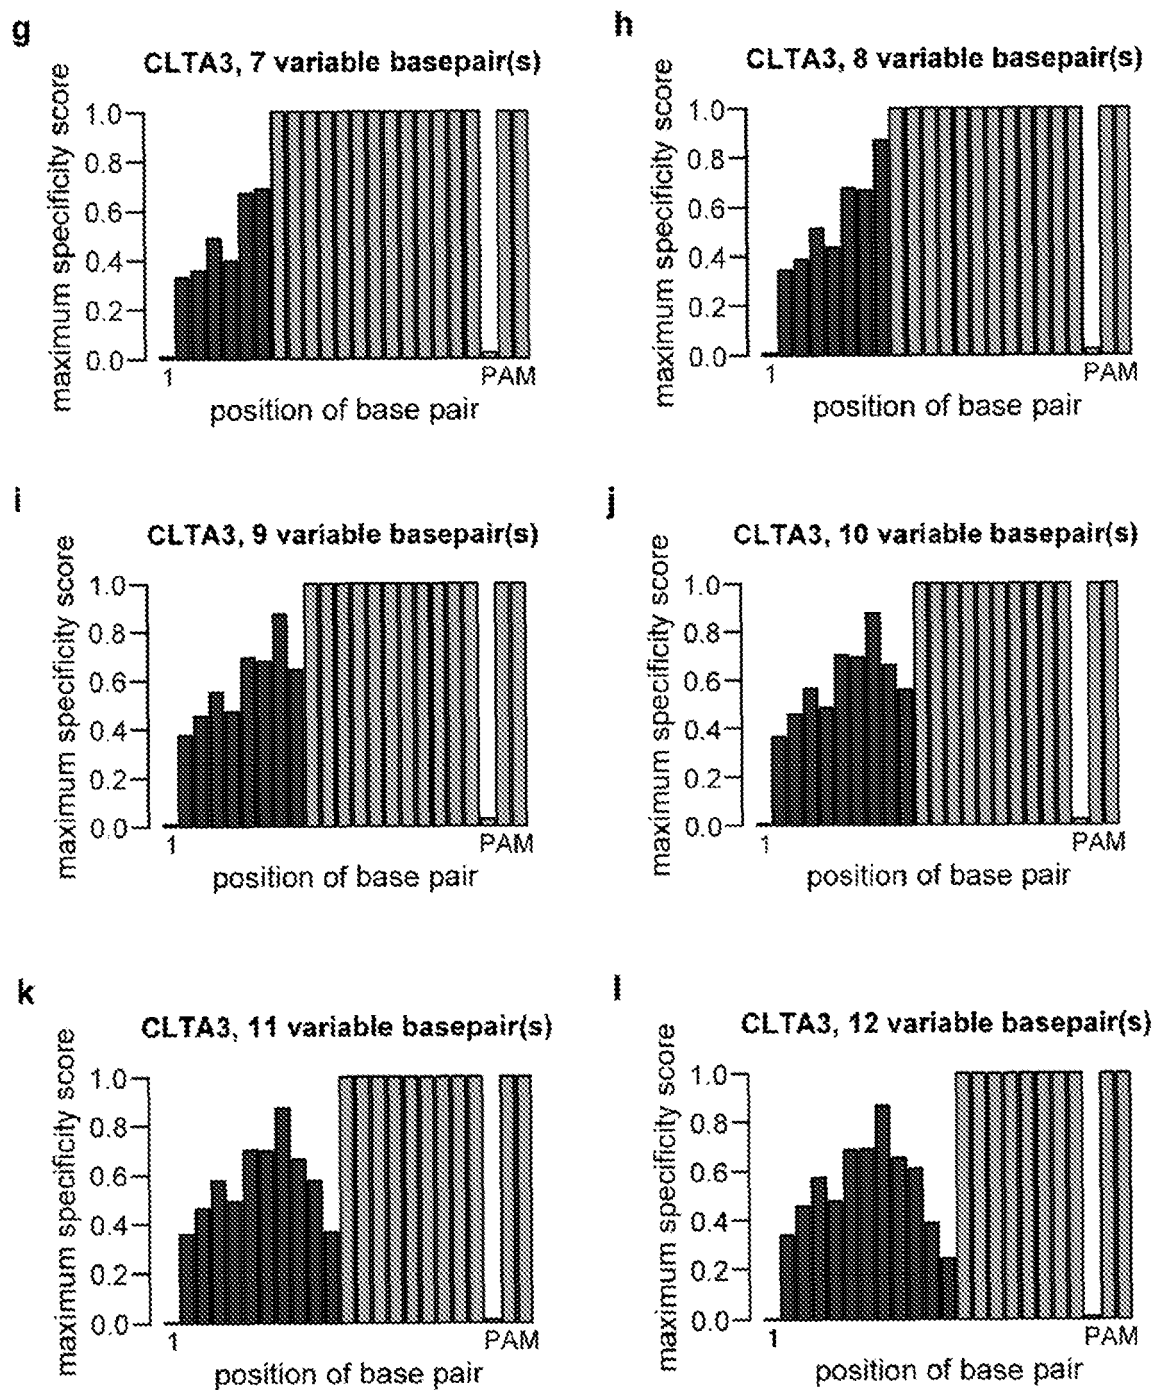 g
CLTA3, 7 variable basepair(s)
maximum specificity score
1.0
0.8
0.6
0.4
0.2
0.0
1
PAM
position of base pair
h
CLTA3, 8 variable basepair(s)
maximum specificity score
1.0
0.8
0.6
0.4
0.2
0.0
1
PAM
position of base pair
i
CLTA3, 9 variable basepair(s)
maximum specificity score
1.0
0.8
0.6
0.4
0.2
0.0
1
PAM
position of base pair
j
CLTA3, 10 variable basepair(s)
maximum specificity score
1.0
0.8
0.6
0.4
0.2
0.0
1
PAM
position of base pair
k
CLTA3, 11 variable basepair(s)
maximum specificity score
1.0
0.8
0.6
0.4
0.2
0.0
1
PAM
position of base pair
l
CLTA3, 12 variable basepair(s)
maximum specificity score
1.0
0.8
0.6
0.4
0.2
0.0
1
PAM
position of base pair